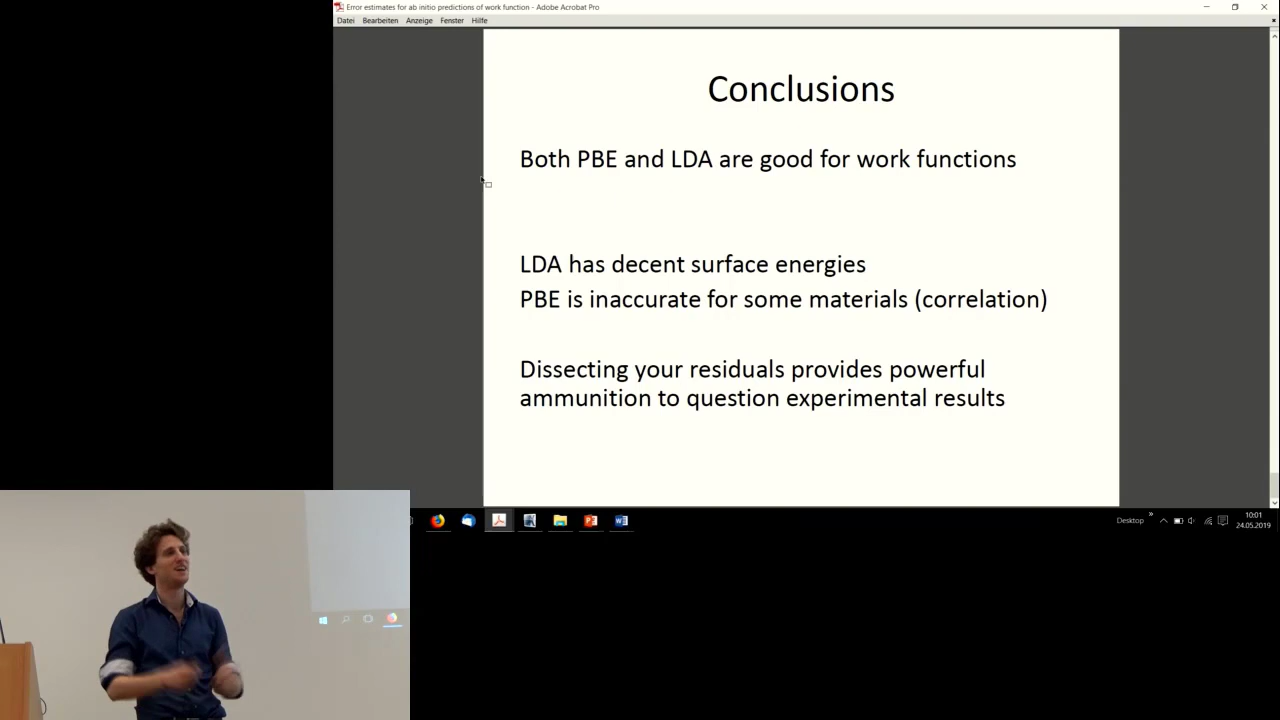 Error estimates for ab initio predictions of work function - Adobe Acrobat Pro
Datei Bearbeiten Anzeige Fenster Hilfe
Conclusions
Both PBE and LDA are good for work functions
LDA has decent surface energies
PBE is inaccurate for some materials (correlation)
Dissecting your residuals provides powerful
ammunition to question experimental results
Desktop
10:01
24.05.2019